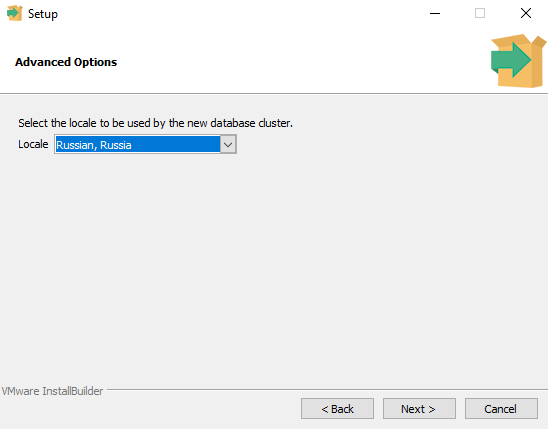 Setup
Advanced Options
Select the locale to be used by the new database cluster.
Locale Russian, Russia
VMware InstallBuilder
< Back Next > Cancel